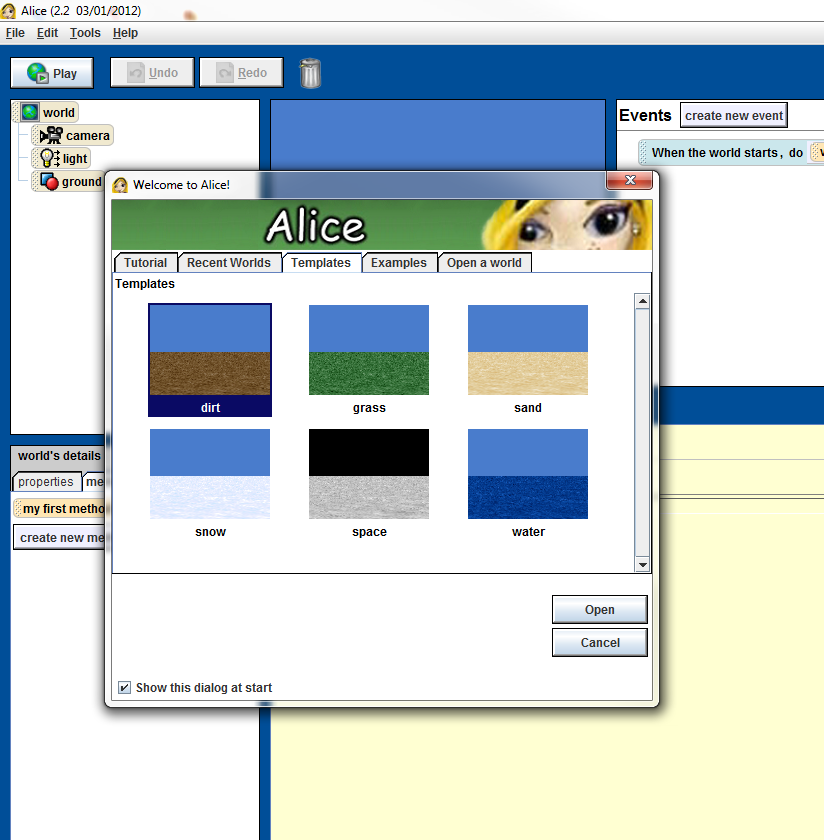 Alice (2.2 03/01/2012)
File Edit Tools Help
Play Undo Redo
world
camera
light
ground
Events create new event
When the world starts, do
Welcome to Alice!
Alice
Tutorial Recent Worlds Templates Examples Open a world
Templates
dirt grass sand
snow space water
Open
Cancel
Show this dialog at start
world's details
properties me
my first metho
create new me